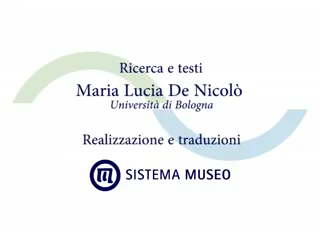 Ricerca e testi
Maria Lucia De Nicolò
Università di Bologna
Realizzazione e traduzioni
SISTEMA MUSEO